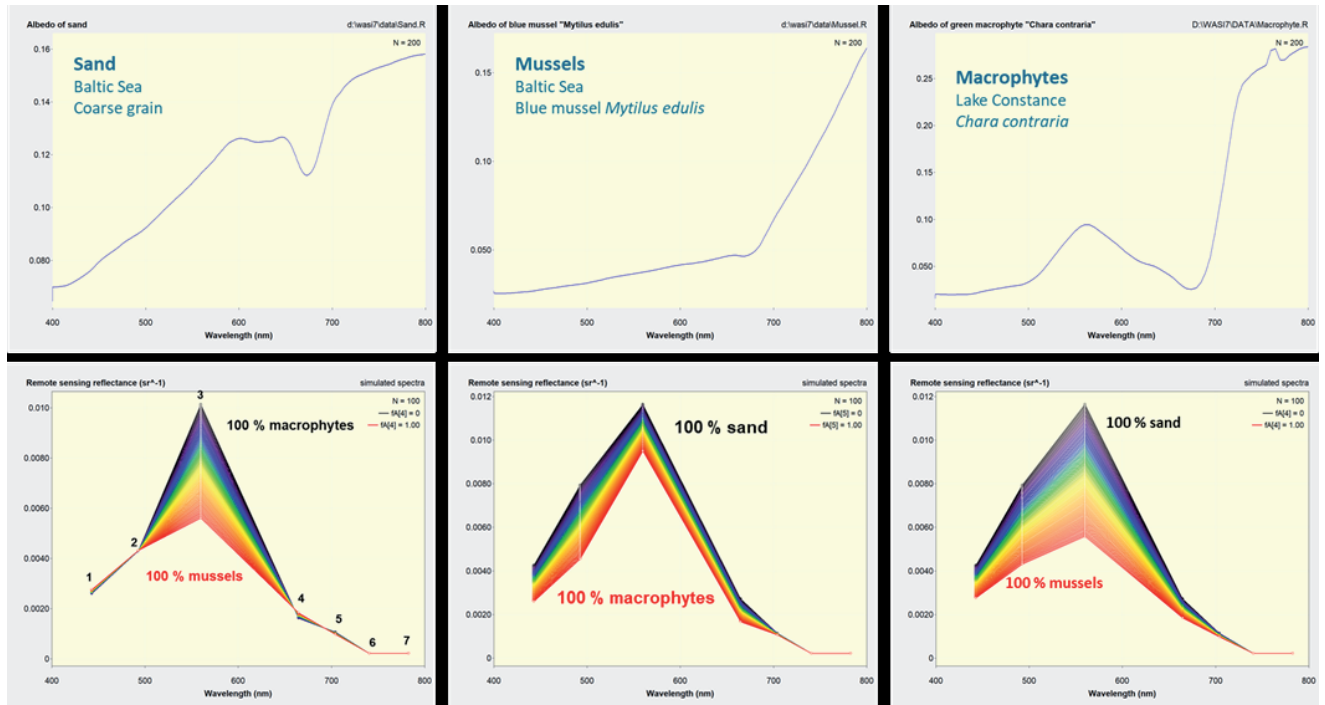 Albedo of sand d:\wasi7\data\Sand.R
N = 200
Sand
Baltic Sea
Coarse grain
0.16
0.14
0.12
0.10
0.080
400 500 600 700 800
Wavelength (nm)
Albedo of blue mussel "Mytilus edulis" d:\wasi7\data\Mussel.R
N = 200
Mussels
Baltic Sea
Blue mussel Mytilus edulis
0.15
0.10
0.050
400 500 600 700 800
Wavelength (nm)
Albedo of green macrophyte "Chara contraria" D:\WASI7\DATA\Macrophyte.R
N = 200
Macrophytes
Lake Constance
Chara contraria
0.25
0.20
0.15
0.10
0.050
400 500 600 700 800
Wavelength (nm)
Remote sensing reflectance (sr^-1) simulated spectra
N = 100
fA[4] = 0
fA[4] = 1.00
0.010
0.0080
0.0060
0.0040
0.0020
0
3
100 % macrophytes
2
1
100 % mussels
4
5
6 7
400 500 600 700 800
Wavelength (nm)
Remote sensing reflectance (sr^-1) simulated spectra
N = 100
fA[5] = 0
fA[5] = 1.00
0.012
0.010
0.0080
0.0060
0.0040
0.0020
0
100 % sand
100 % macrophytes
400 500 600 700 800
Wavelength (nm)
Remote sensing reflectance (sr^-1) simulated spectra
N = 100
fA[4] = 0
fA[4] = 1.00
0.012
0.010
0.0080
0.0060
0.0040
0.0020
0
100 % sand
100 % mussels
400 500 600 700 800
Wavelength (nm)